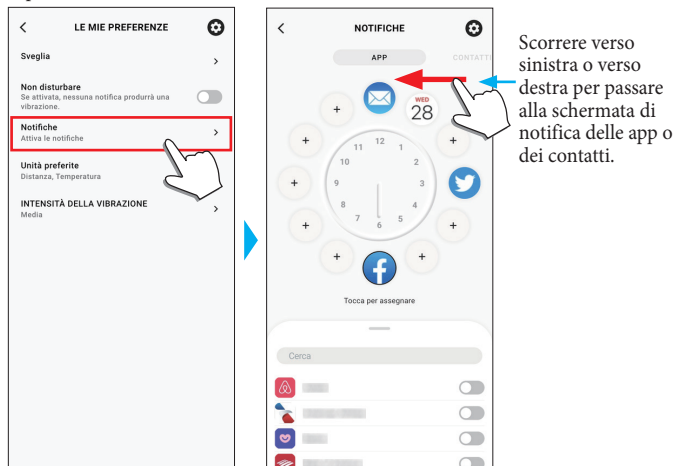 LE MIE PREFERENZE
Sveglia
Non disturbare
Se attivata, nessuna notifica produrrà una
vibrazione.
Notifiche
Attiva le notifiche
Unità preferite
Distanza, Temperatura
INTENSITÀ DELLA VIBRAZIONE
Media
NOTIFICHE
APP
CONTATTI
WED
28
12
1
2
3
4
5
6
7
8
9
10
11
Tocca per assegnare
Cerca
Scorrere verso
sinistra o verso
destra per passare
alla schermata di
notifica delle app o
dei contatti.